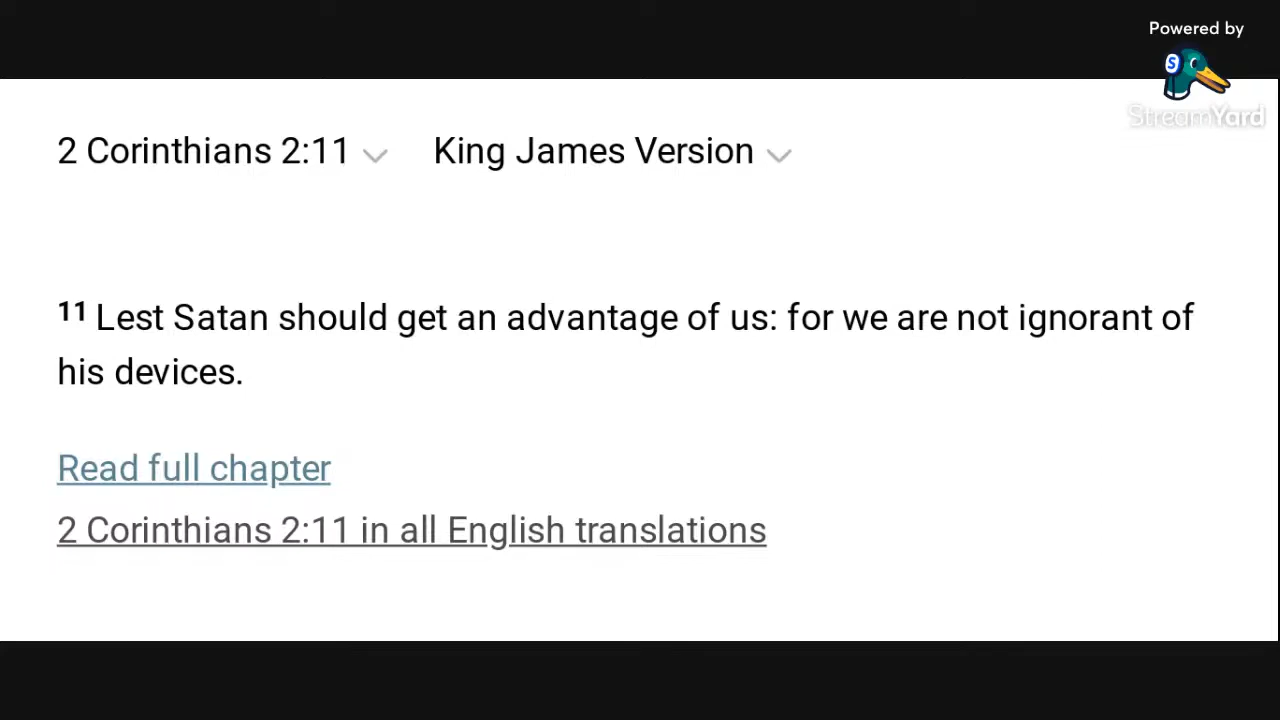 Powered by
S
StreamYard
2 Corinthians 2:11 King James Version
11 Lest Satan should get an advantage of us: for we are not ignorant of
his devices.
Read full chapter
2 Corinthians 2:11 in all English translations